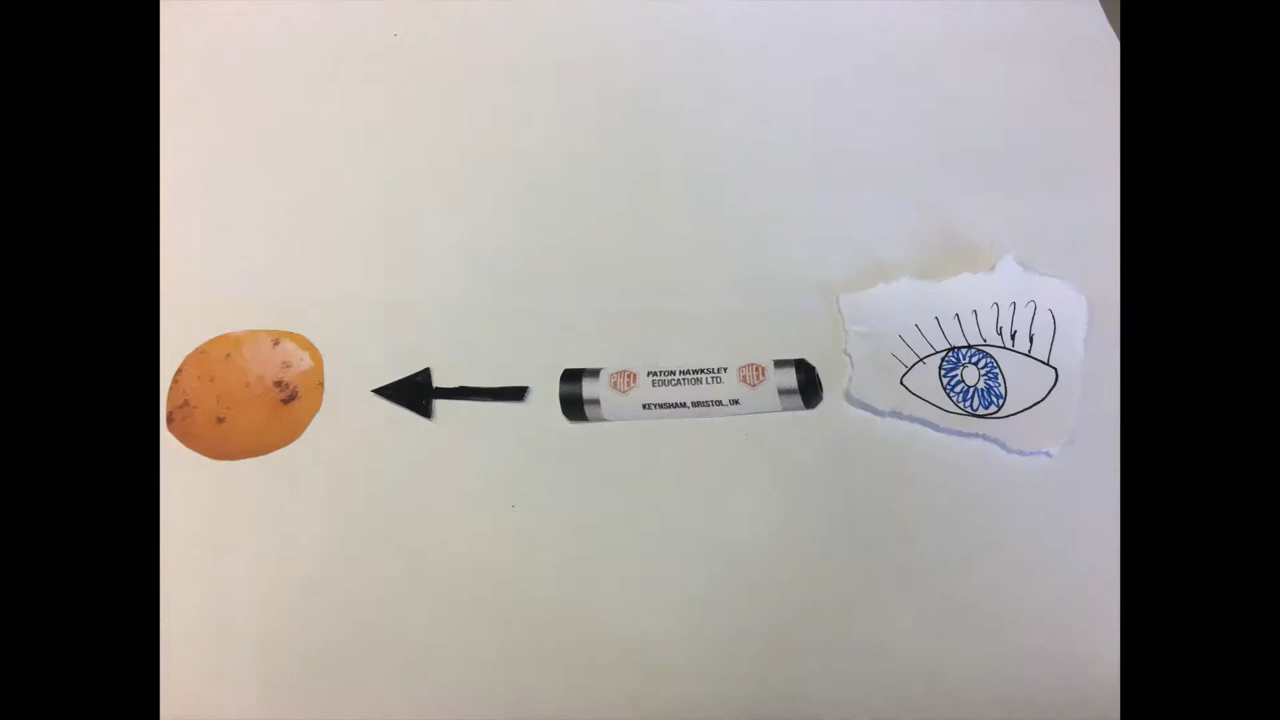 PHEL
PATON HAWKSLEY
EDUCATION LTD.
PHEL
KEYNSHAM, BRISTOL, UK